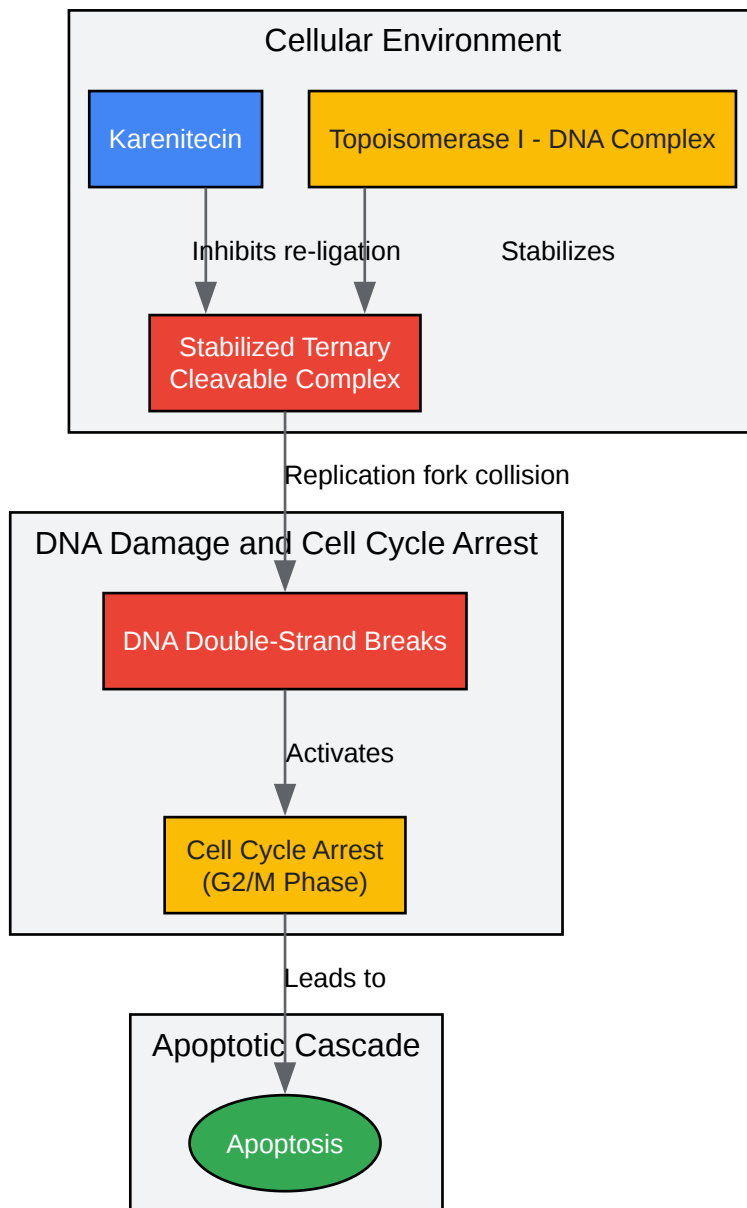 Cellular Environment
Karenitecin
Topoisomerase I - DNA Complex
Inhibits re-ligation
Stabilizes
Stabilized Ternary
Cleavable Complex
Replication fork collision
DNA Damage and Cell Cycle Arrest
DNA Double-Strand Breaks
Activates
Cell Cycle Arrest
(G2/M Phase)
Leads to
Apoptotic Cascade
Apoptosis